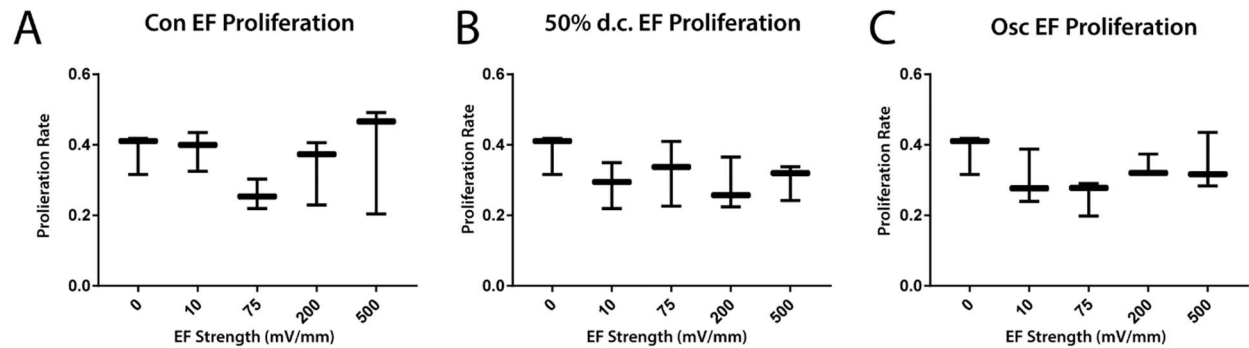 A
Con EF Proliferation
Prolieration Rate
0.6
0.4
0.2
0.0
0
10
75
200
500
EF Strength (mV/mm)
B
50% d.c. EF Proliferation
Proliferation Rate
0.6
0.4
0.2
0.0
0
10
75
200
500
EF Strength (mV/mm)
C
Osc EF Proliferation
Proliferation Rate
0.6
0.4
0.2
0.0
0
10
75
200
500
EF Strength (mV/mm)